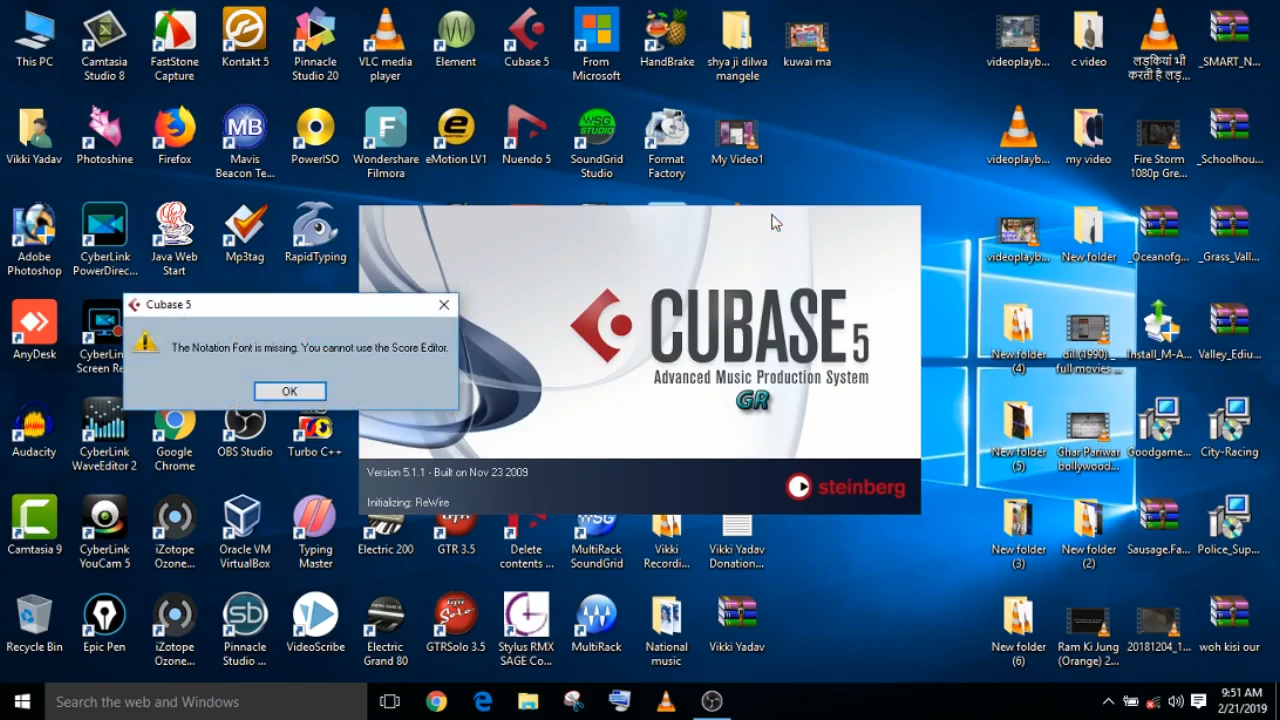 This PC
Camtasia
Studio 8
FastStone
Capture
Kontakt 5
Pinnacle
Studio 20
VLC media
player
Element
Cubase 5
From
Microsoft
HandBrake
shya ji dilwa
mangele
kuwai ma
videoplayb...
c video
लड़कियां भी
करती है लड़...
_SMART_N...
Vikki Yadav
Photoshine
Firefox
MB
Mavis
Beacon Te...
PowerISO
Wondershare
Filmora
eMotion LV1
Nuendo 5
WSG
STUDIO
SoundGrid
Studio
Format
Factory
My Video1
videoplayb...
my video
Fire Storm
1080p Gre...
_Schoolhou...
Adobe
Photoshop
CyberLink
PowerDirec...
Java Web
Start
Mp3tag
RapidTyping
videoplayb...
New folder
_Oceanofg...
_Grass_Vall...
Cubase 5
The Notation Font is missing. You cannot use the Score Editor.
OK
CUBASE 5
Advanced Music Production System
GR
Version 5.1.1 - Built on Nov 23 2009
Initializing: ReWire
steinberg
AnyDesk
CyberLin
Screen Re
New folder
(4)
dil (1990)_
full movies ...
Install_M-A...
Valley_Ediu...
Audacity
CyberLink
WaveEditor 2
Google
Chrome
OBS Studio
Turbo C++
New folder
(5)
Ghar Pariwar
bollywood...
Goodgame...
City-Racing
Camtasia 9
CyberLink
YouCam 5
iZotope
Ozone...
Oracle VM
VirtualBox
Typing
Master
Electric 200
GTR 3.5
Delete
contents ...
WSG
MultiRack
SoundGrid
Vikki
Recordi...
Vikki Yadav
Donation...
New folder
(3)
New folder
(2)
Sausage.Fa...
Police_Sup...
Recycle Bin
Epic Pen
iZotope
Ozone...
sb
Pinnacle
Studio ...
VideoScribe
Electric
Grand 80
GTRSolo 3.5
Stylus RMX
SAGE Co...
MultiRack
National
music
Vikki Yadav
New folder
(6)
Ram Ki Jung
(Orange) 2...
20181204_1...
woh kisi our
Search the web and Windows
9:51 AM
2/21/2019